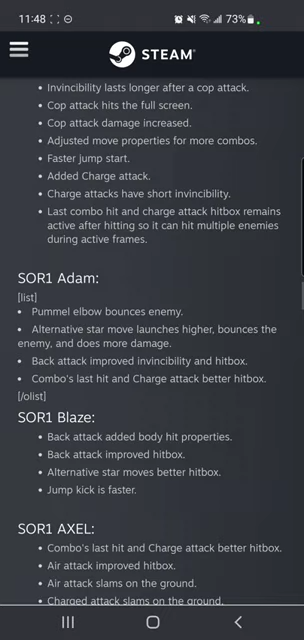 11:48
73%
STEAM®
• Invincibility lasts longer after a cop attack.
• Cop attack hits the full screen.
• Cop attack damage increased.
• Adjusted move properties for more combos.
• Faster jump start.
• Added Charge attack.
• Charge attacks have short invincibility.
• Last combo hit and charge attack hitbox remains
active after hitting so it can hit multiple enemies
during active frames.
SOR1 Adam:
[list]
• Pummel elbow bounces enemy.
• Alternative star move launches higher, bounces the
enemy, and does more damage.
• Back attack improved invincibility and hitbox.
• Combo's last hit and Charge attack better hitbox.
[/olist]
SOR1 Blaze:
• Back attack added body hit properties.
• Back attack improved hitbox.
• Alternative star moves better hitbox.
• Jump kick is faster.
SOR1 AXEL:
• Combo's last hit and Charge attack better hitbox.
• Air attack improved hitbox.
• Air attack slams on the ground.
• Charged attack slams on the ground.